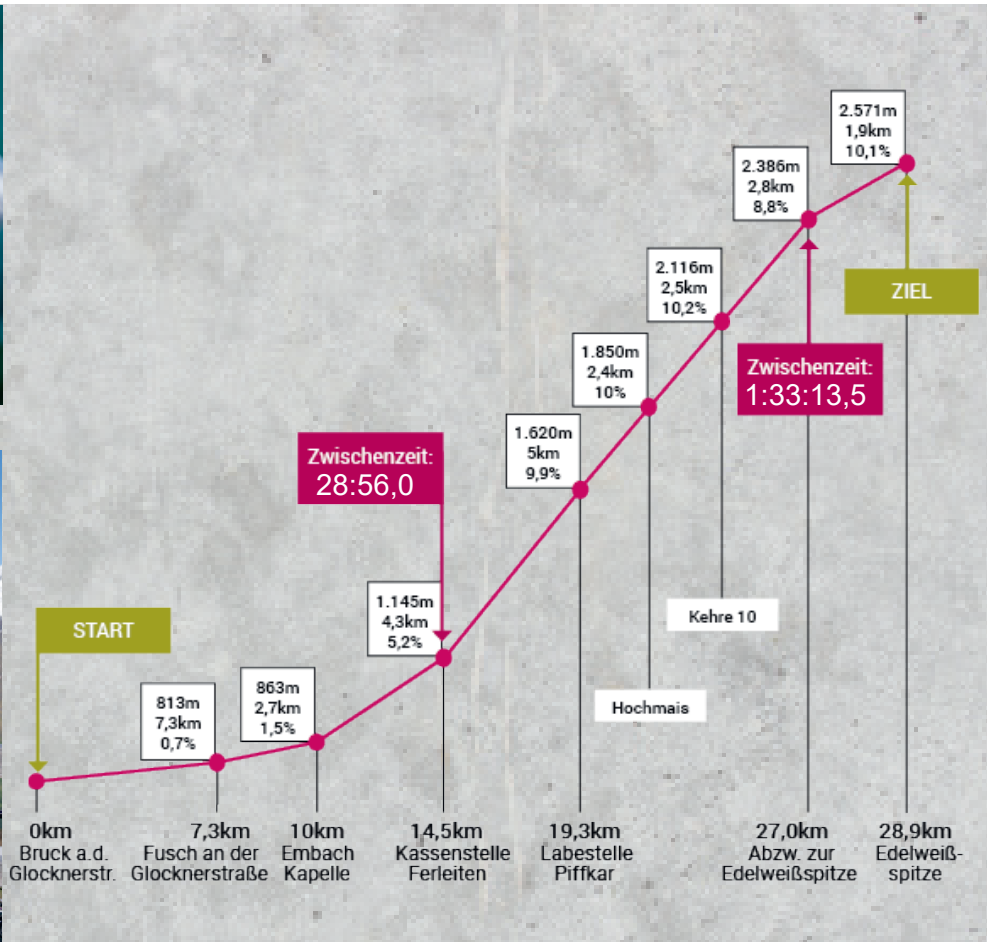 2.571m
1,9km
10,1%
2.386m
2,8km
8,8%
2.116m
2,5km
10,2%
ZIEL
1.850m
2,4km
10%
Zwischenzeit:
1:33:13,5
1.620m
5km
9,9%
Zwischenzeit:
28:56,0
1.145m
4,3km
5,2%
Kehre 10
START
863m
2,7km
1,5%
813m
7,3km
0,7%
Hochmais
0km
Bruck a.d.
Glocknerstr.
7,3km
Fusch an der
Glocknerstraße
10km
Embach
Kapelle
14,5km
Kassenstelle
Ferleiten
19,3km
Labestelle
Piffkar
27,0km
Abzw. zur
Edelweißspitze
28,9km
Edelweiß-
spitze